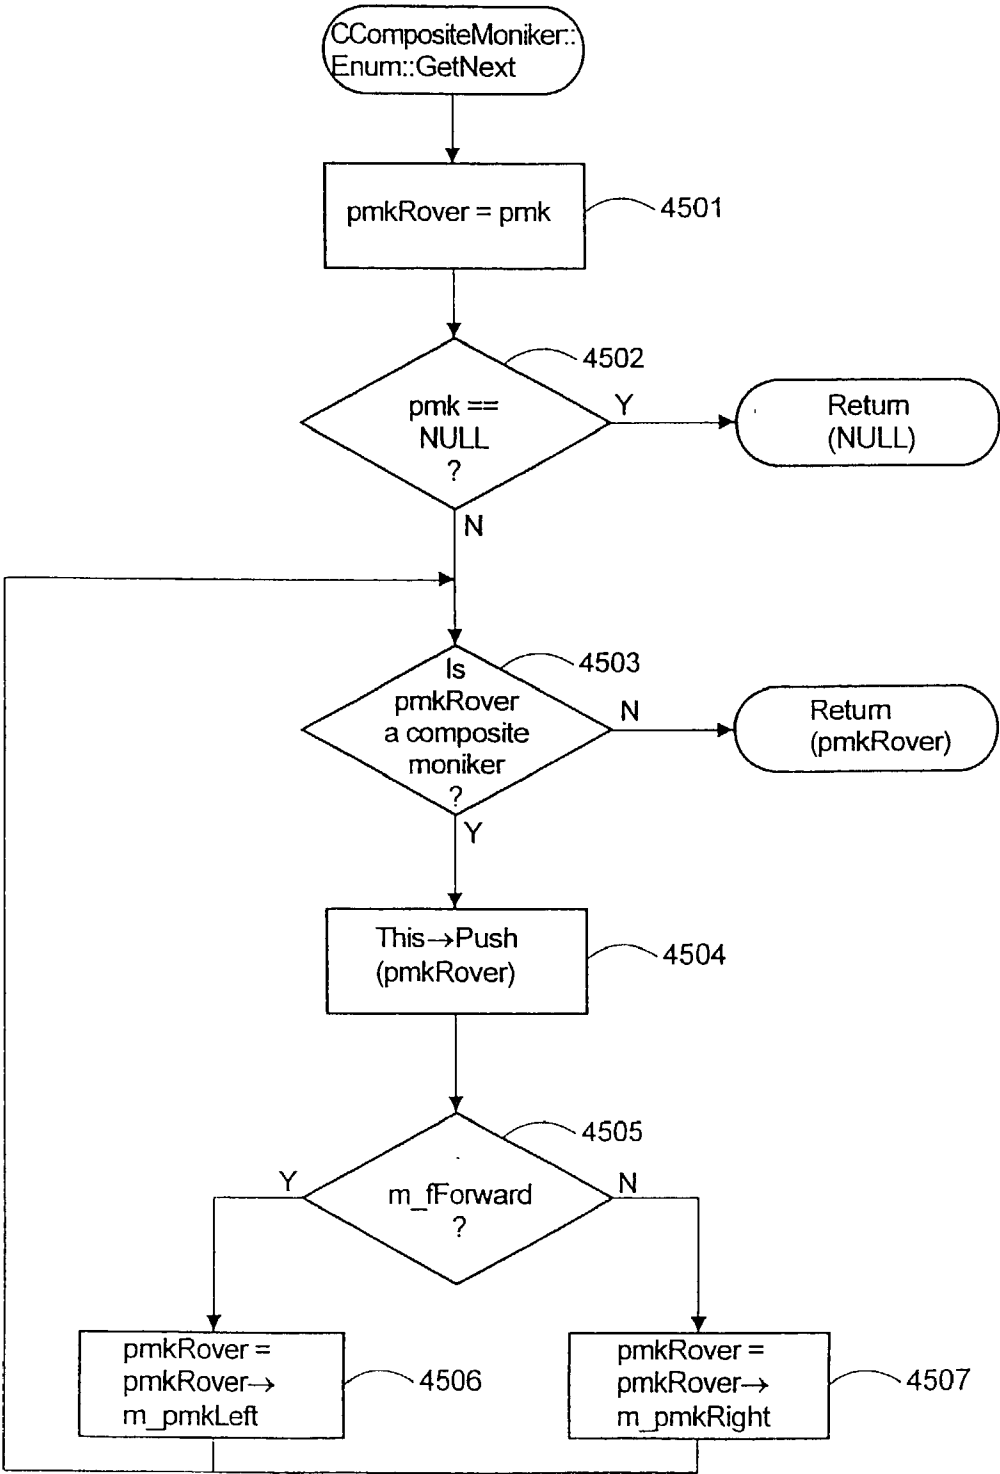 CCompositeMoniker::
Enum::GetNext
pmkRover = pmk
4501
4502
pmk ==
NULL
?
Y
Return
(NULL)
N
4503
Is
pmkRover
a composite
moniker
?
N
Return
(pmkRover)
Y
This→Push
(pmkRover)
4504
4505
m_fForward
?
Y
N
pmkRover =
pmkRover→
m_pmkLeft
4506
pmkRover =
pmkRover→
m_pmkRight
4507